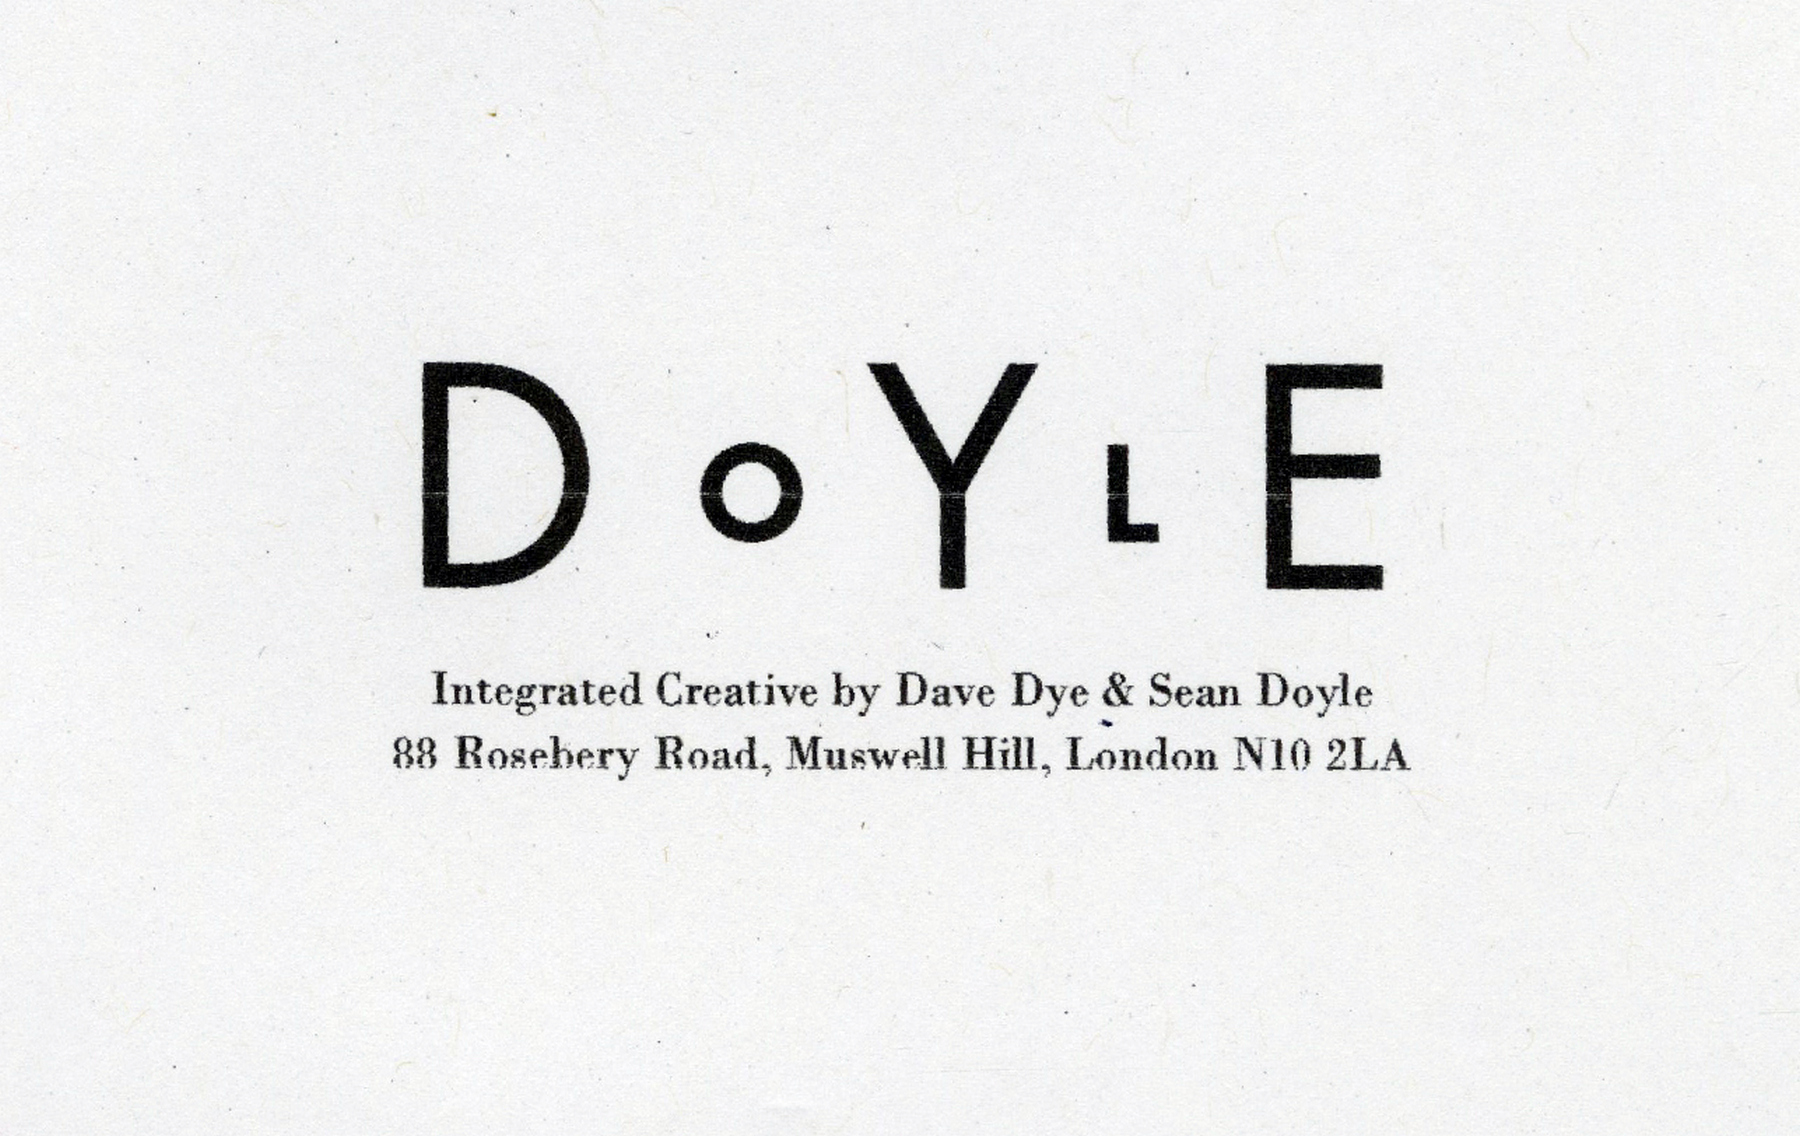 DOYLE
Integrated Creative by Dave Dye & Sean Doyle
88 Rosebery Road, Muswell Hill, London N10 2LA